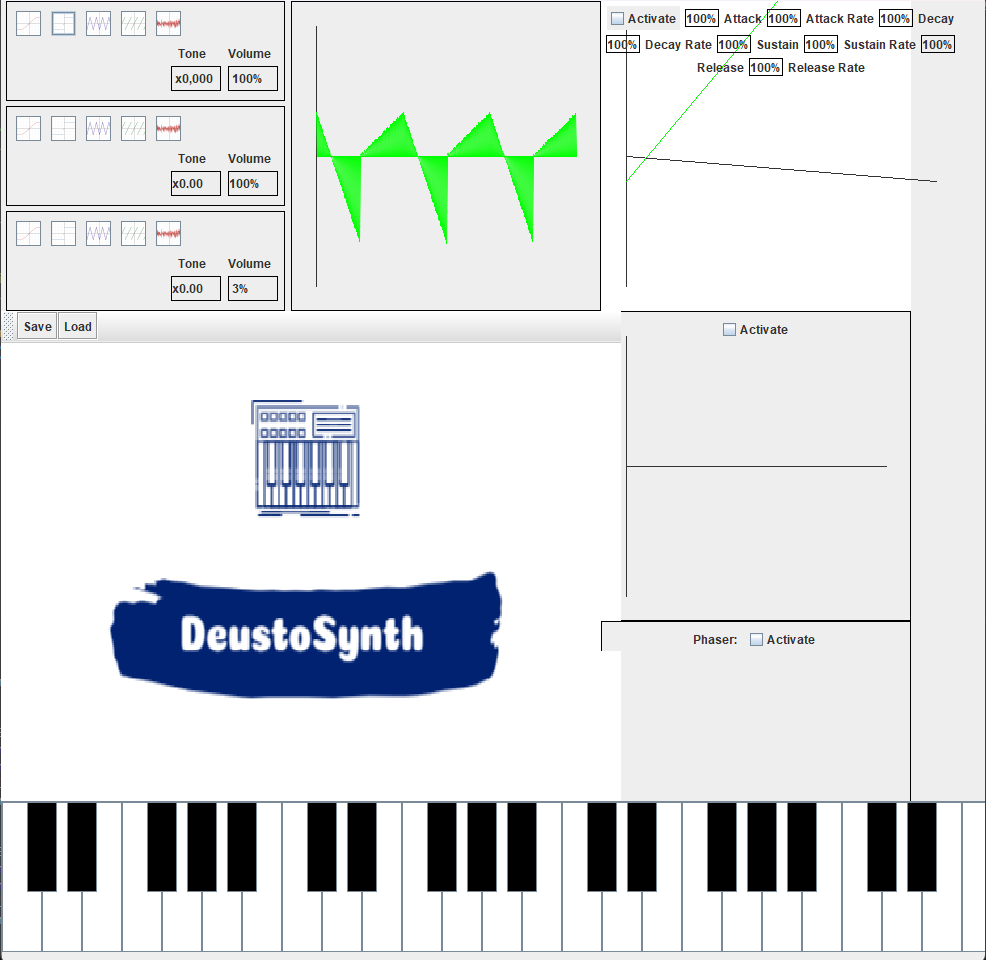 Tone Volume
x0,000 100%
Tone Volume
x0.00 100%
Tone Volume
x0.00 3%
Activate 100% Attack 100% Attack Rate 100% Decay
100% Decay Rate 100% Sustain 100% Sustain Rate 100%
Release 100% Release Rate
Save Load
Activate
DeustoSynth
Phaser: Activate